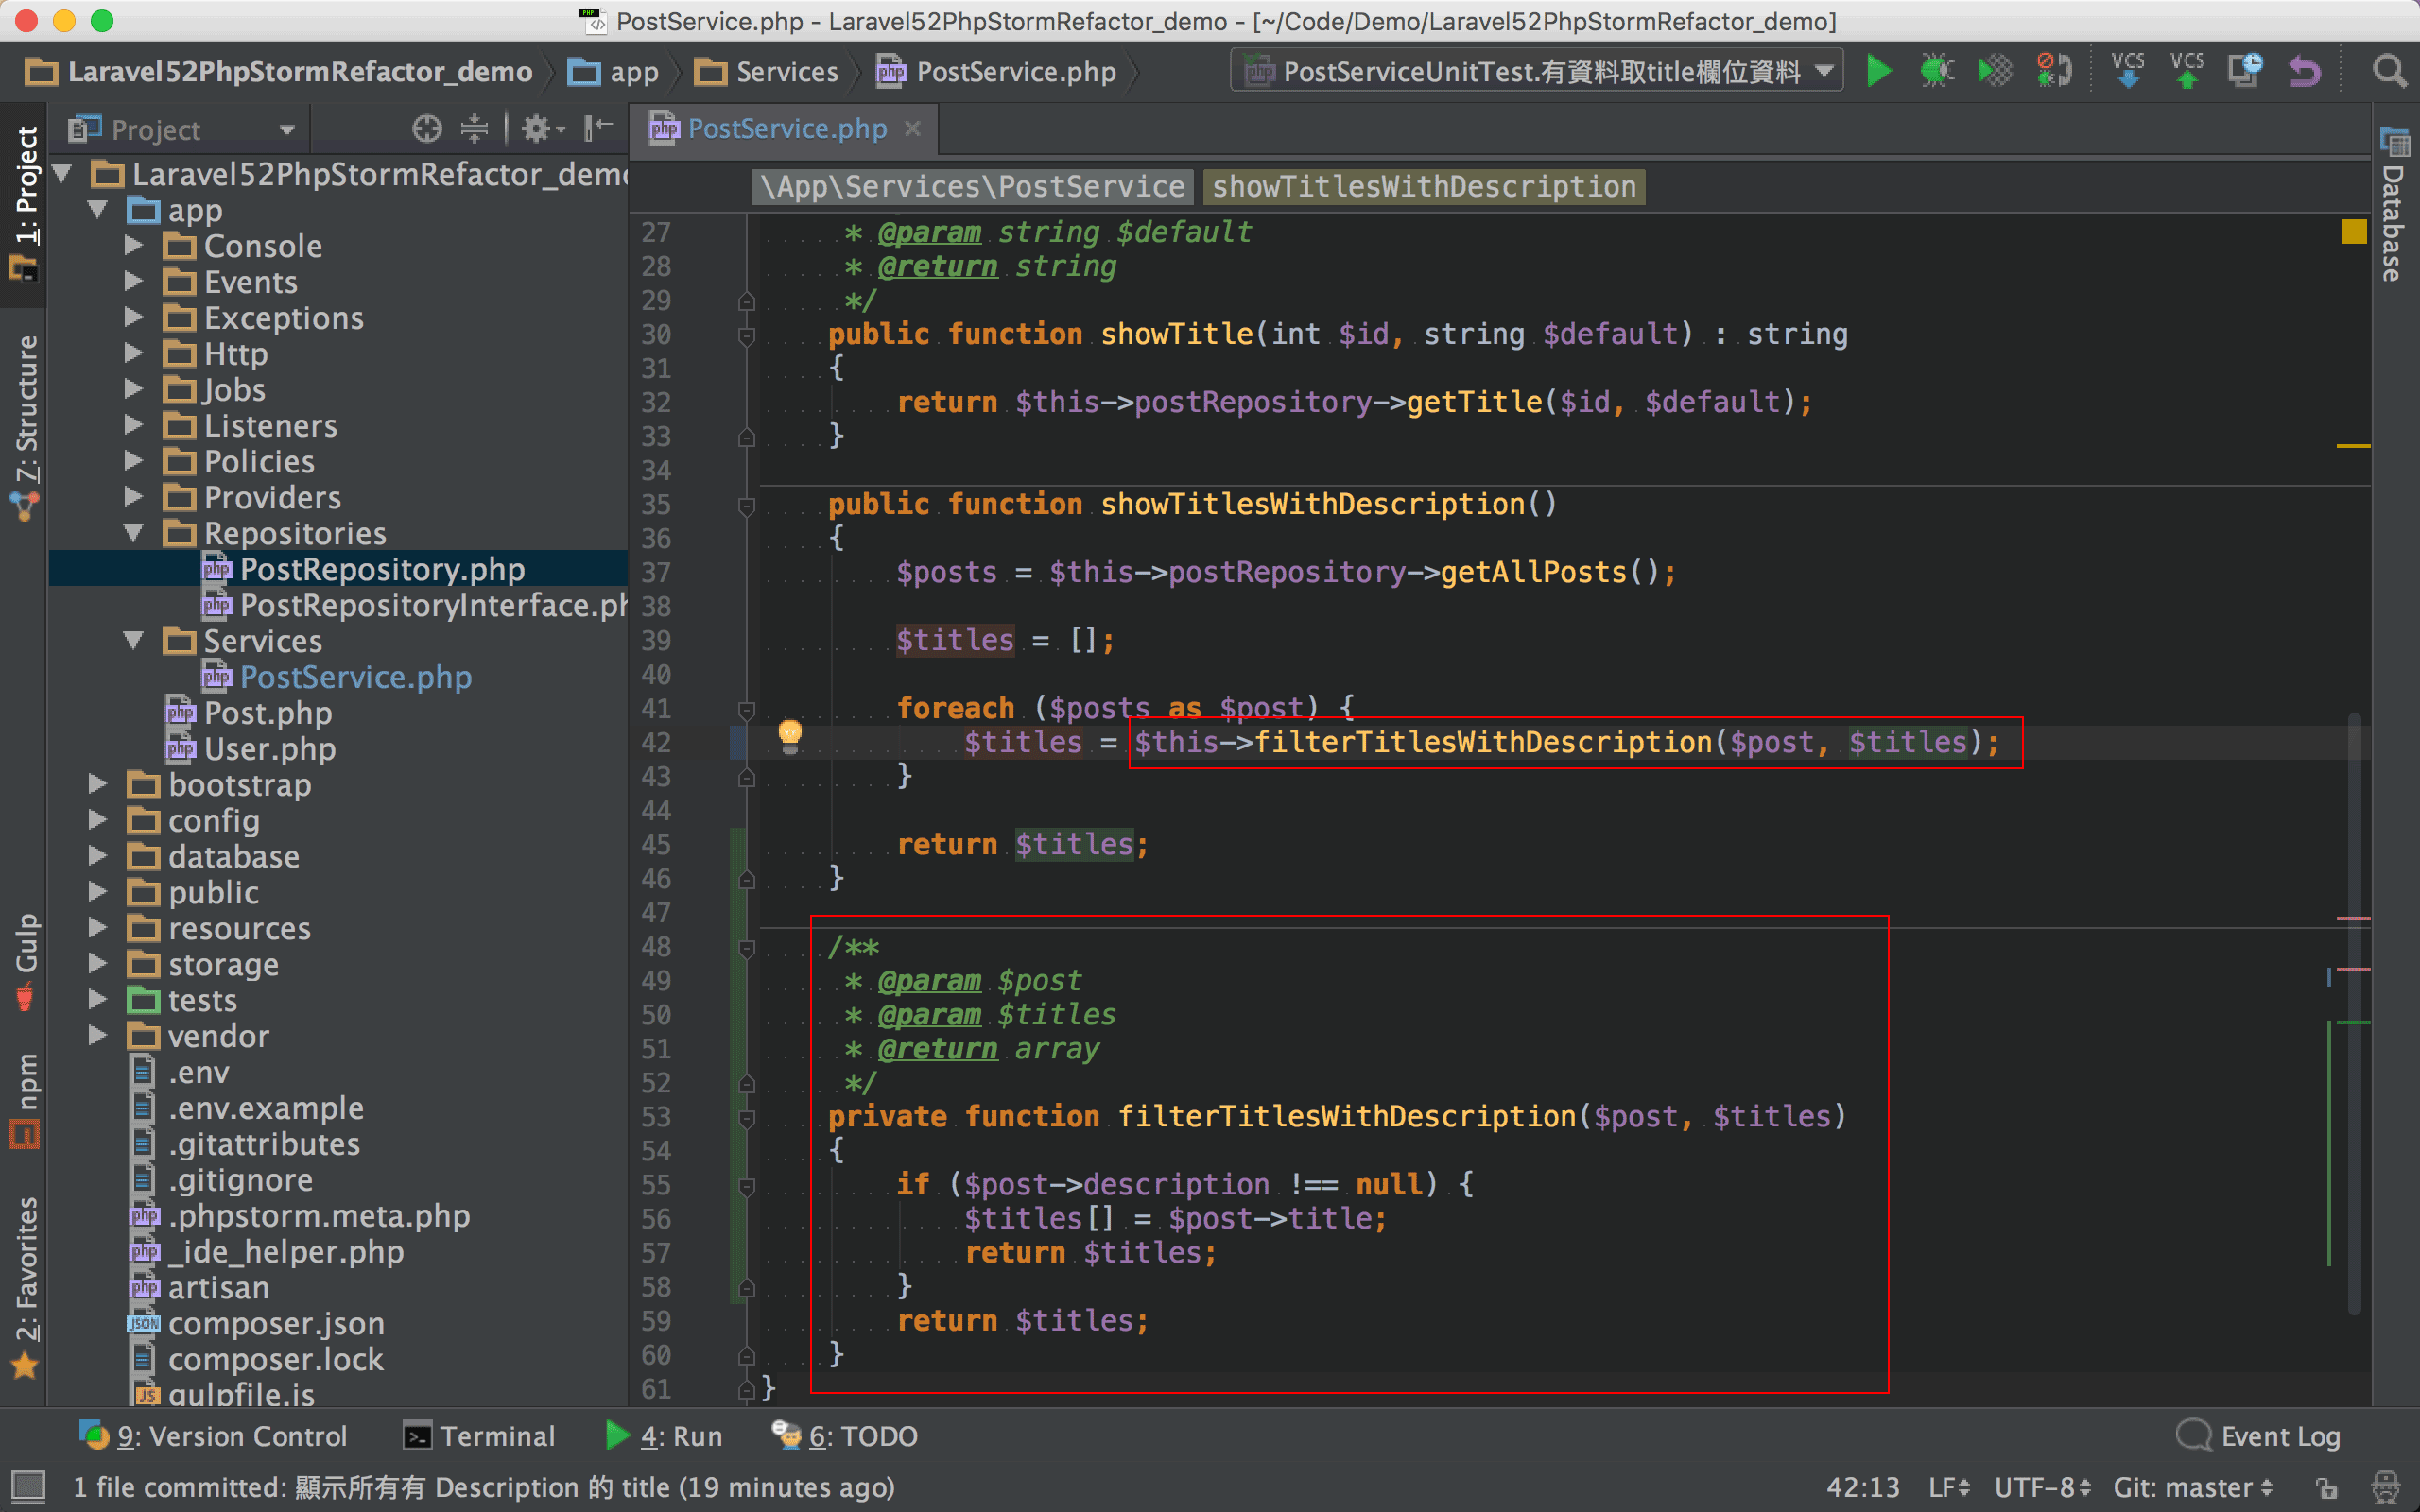 PostService.php - Laravel52PhpStormRefactor_demo - [~/Code/Demo/Laravel52PhpStormRefactor_demo]
Laravel52PhpStormRefactor_demo app Services PostService.php PostServiceUnitTest.有資料取title欄位資料 VCS VCS
1: Project
Z: Structure
Gulp
npm
2: Favorites
Project
Laravel52PhpStormRefactor_demo
app
Console
Events
Exceptions
Http
Jobs
Listeners
Policies
Providers
Repositories
PostRepository.php
PostRepositoryInterface.ph
Services
PostService.php
Post.php
User.php
bootstrap
config
database
public
resources
storage
tests
vendor
.env
.env.example
.gitattributes
.gitignore
.phpstorm.meta.php
_ide_helper.php
artisan
composer.json
composer.lock
gulpfile.js
PostService.php
\App\Services\PostService showTitlesWithDescription
27 * @param string $default
28 * @return string
29 */
30 public function showTitle(int $id, string $default) : string
31 {
32 return $this->postRepository->getTitle($id, $default);
33 }
34
35 public function showTitlesWithDescription()
36 {
37 $posts = $this->postRepository->getAllPosts();
38
39 $titles = [];
40
41 foreach ($posts as $post) {
42 $titles = $this->filterTitlesWithDescription($post, $titles);
43 }
44
45 return $titles;
46 }
47
48 /**
49 * @param $post
50 * @param $titles
51 * @return array
52 */
53 private function filterTitlesWithDescription($post, $titles)
54 {
55 if ($post->description !== null) {
56 $titles[] = $post->title;
57 return $titles;
58 }
59 return $titles;
60 }
61 }
Database
9: Version Control Terminal 4: Run 6: TODO Event Log
1 file committed: 顯示所有有 Description 的 title (19 minutes ago) 42:13 LF UTF-8 Git: master